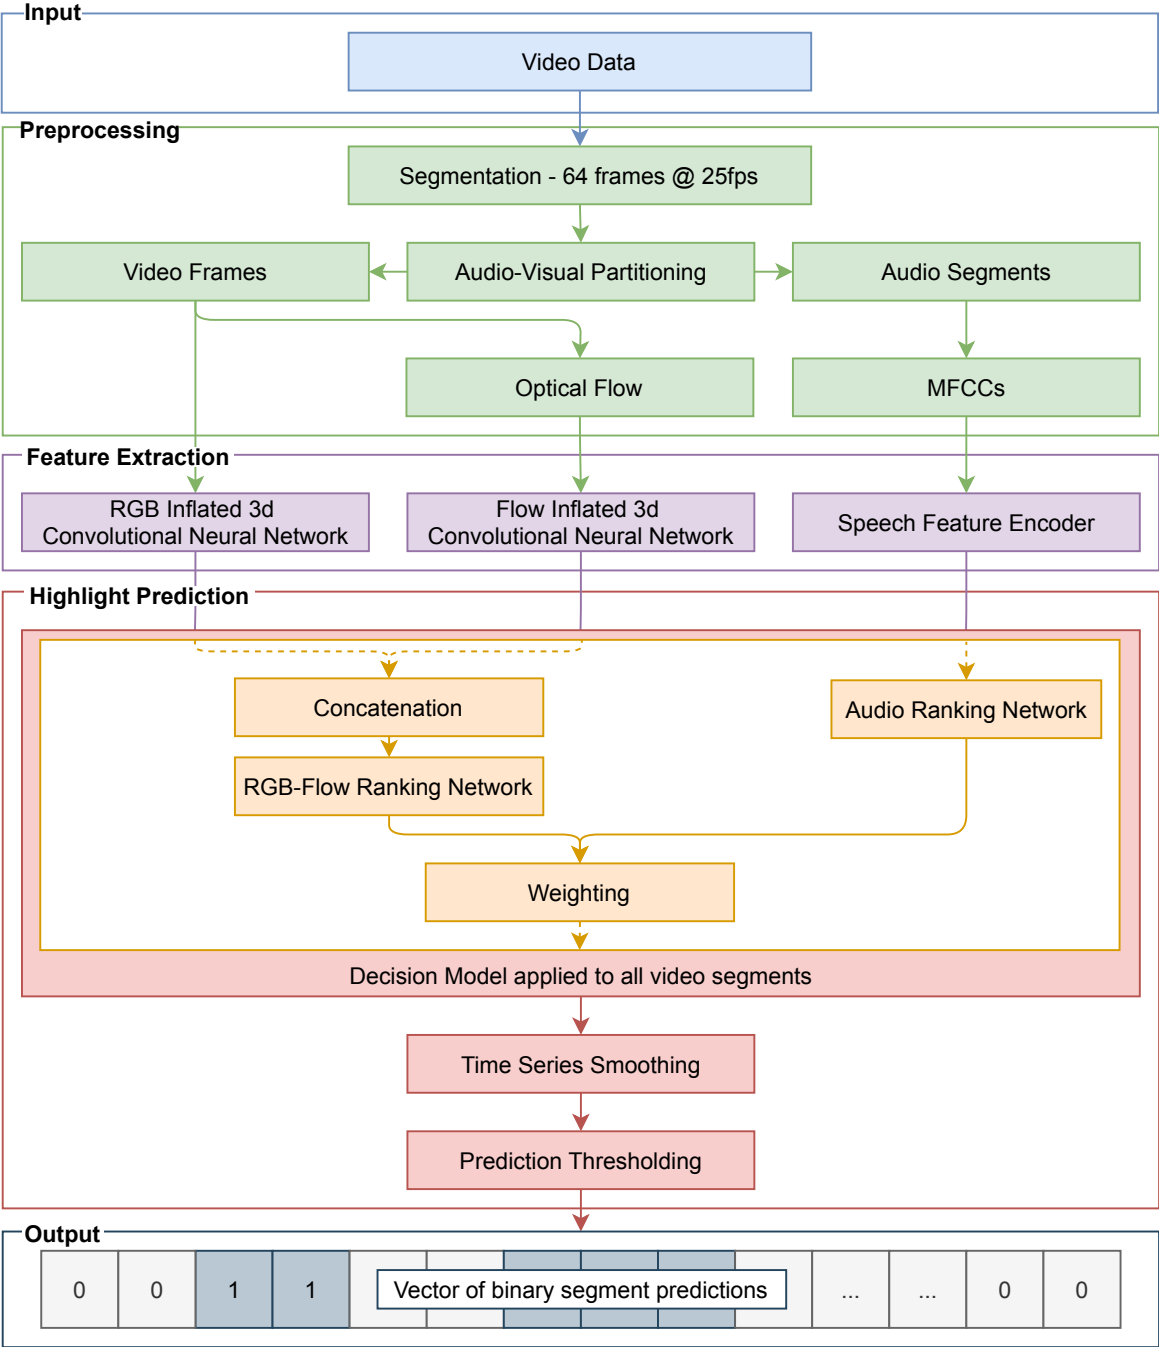 Input
Video Data
Preprocessing
Segmentation - 64 frames @ 25fps
Video Frames
Audio-Visual Partitioning
Audio Segments
Optical Flow
MFCCs
Feature Extraction
RGB Inflated 3d
Convolutional Neural Network
Flow Inflated 3d
Convolutional Neural Network
Speech Feature Encoder
Highlight Prediction
Concatenation
Audio Ranking Network
RGB-Flow Ranking Network
Weighting
Decision Model applied to all video segments
Time Series Smoothing
Prediction Thresholding
Output
0 0 1 1 Vector of binary segment predictions ... ... 0 0